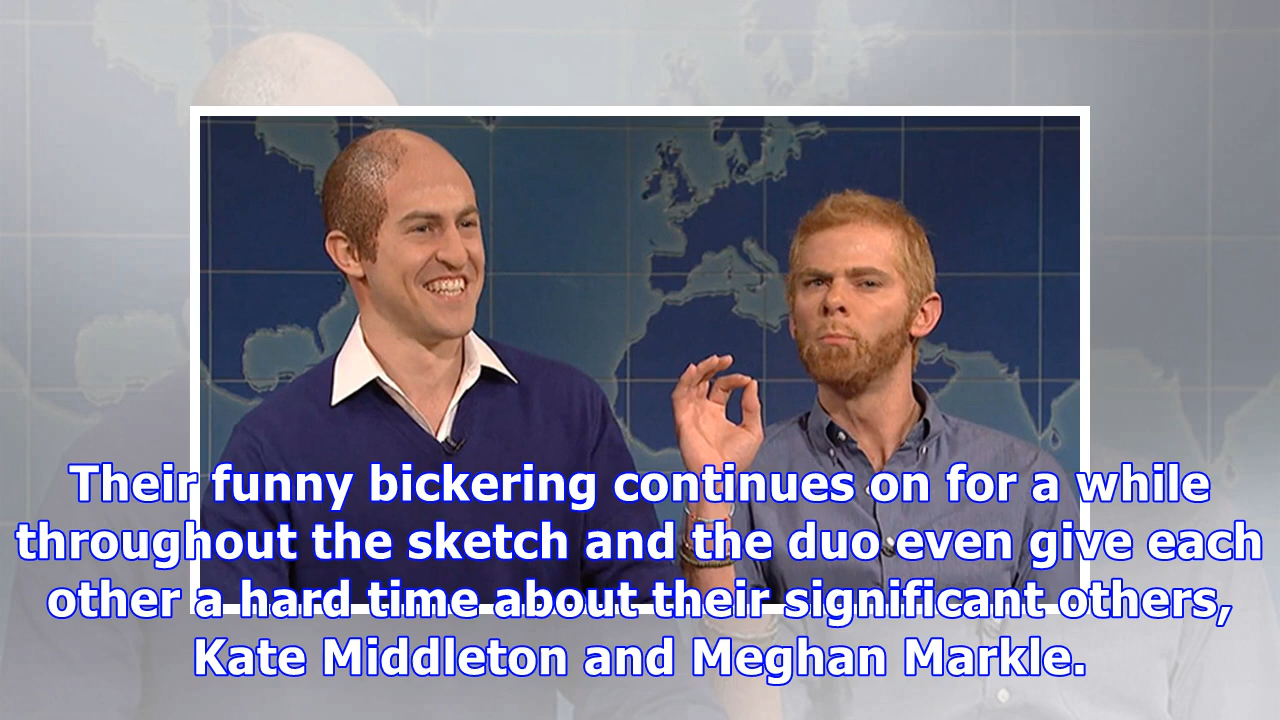 Their funny bickering continues on for a while
throughout the sketch and the duo even give each
other a hard time about their significant others,
Kate Middleton and Meghan Markle.